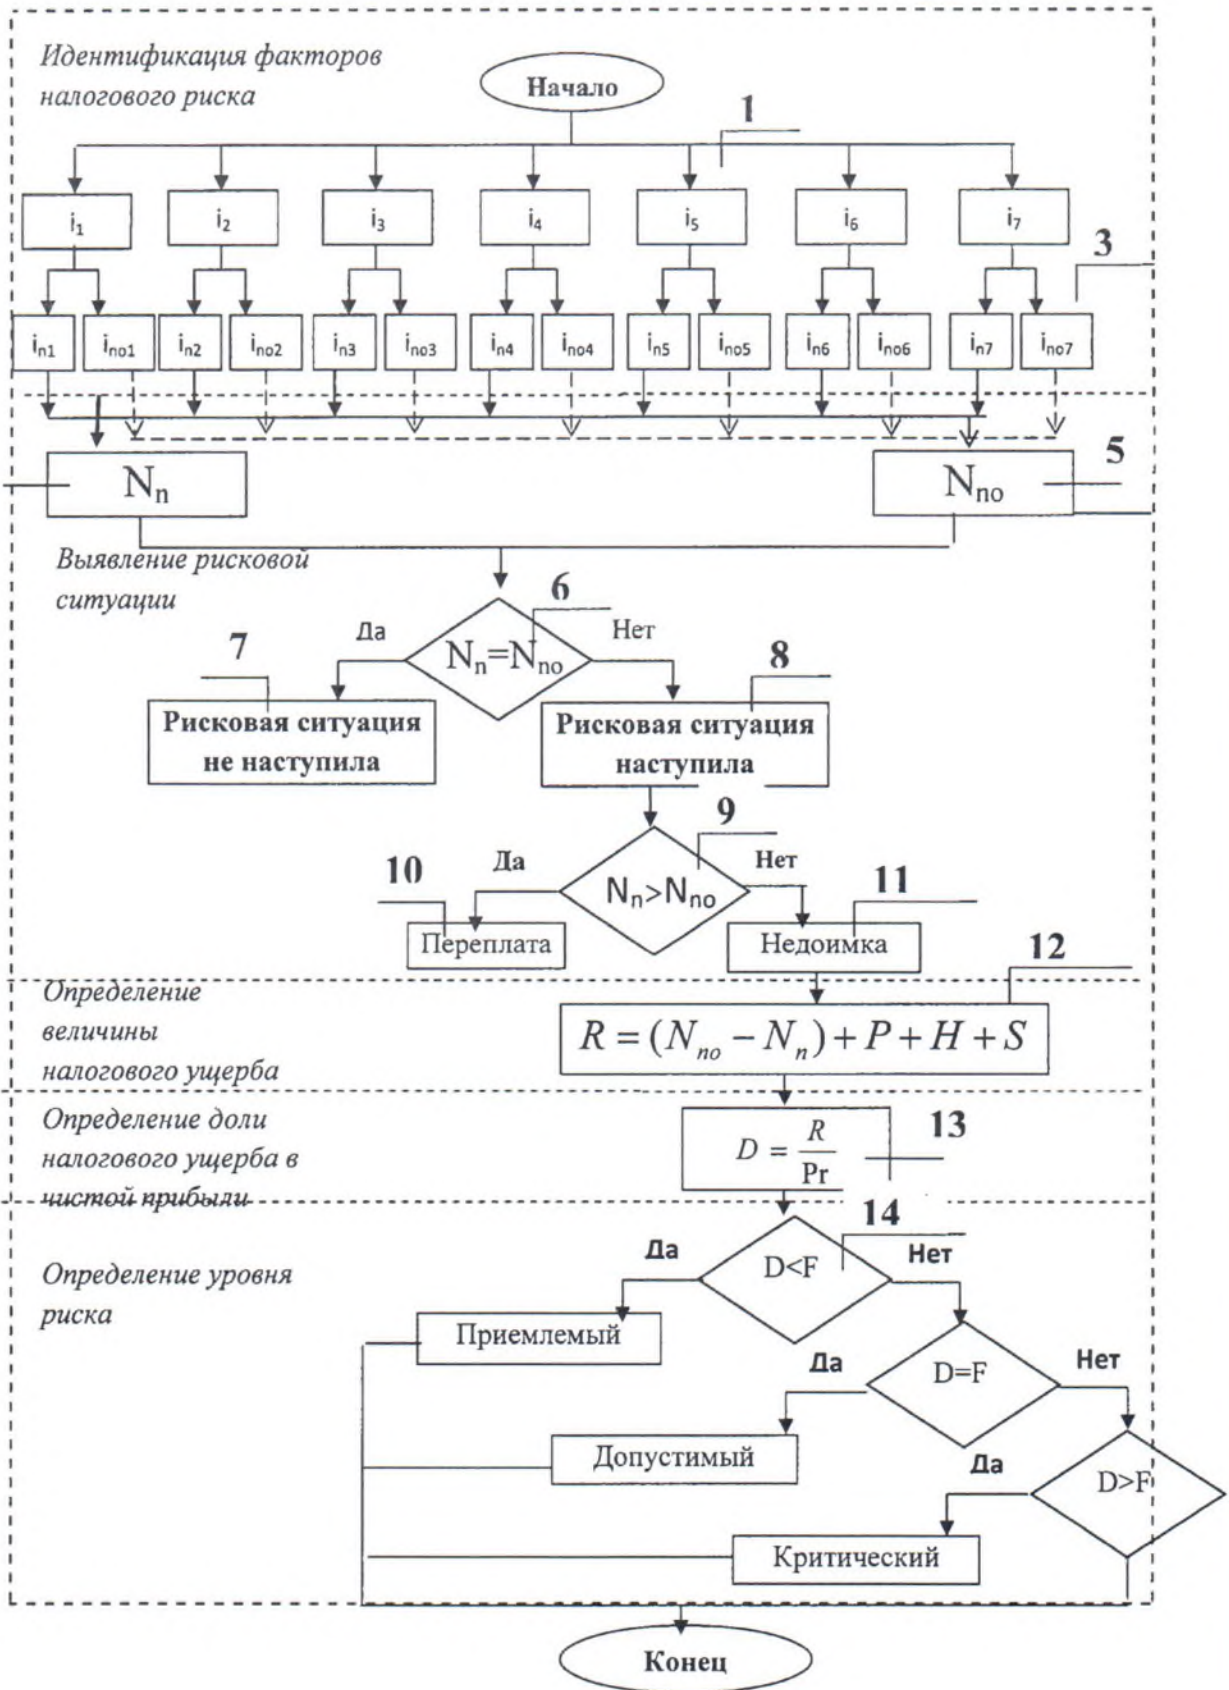 Идентификация факторов
налогового риска
Начало
1
i1 i2 i3 i4 i5 i6 i7
3
in1 ino1 in2 ino2 in3 ino3 in4 ino4 in5 ino5 in6 ino6 in7 ino7
Nn
Nno
5
Выявление рисковой
ситуации
6
Да
Nn=Nno
Нет
7
8
Рисковая ситуация
не наступила
Рисковая ситуация
наступила
9
10
Да
Nn>Nno
Нет
11
Переплата
Недоимка
12
Определение
величины
налогового ущерба
R = (Nno − Nn) + P + H + S
Определение доли
налогового ущерба в
чистой прибыли
D = R/Pr
13
14
Да
D<F
Нет
Определение уровня
риска
Приемлемый
Да
D=F
Нет
Допустимый
Да
D>F
Критический
Конец